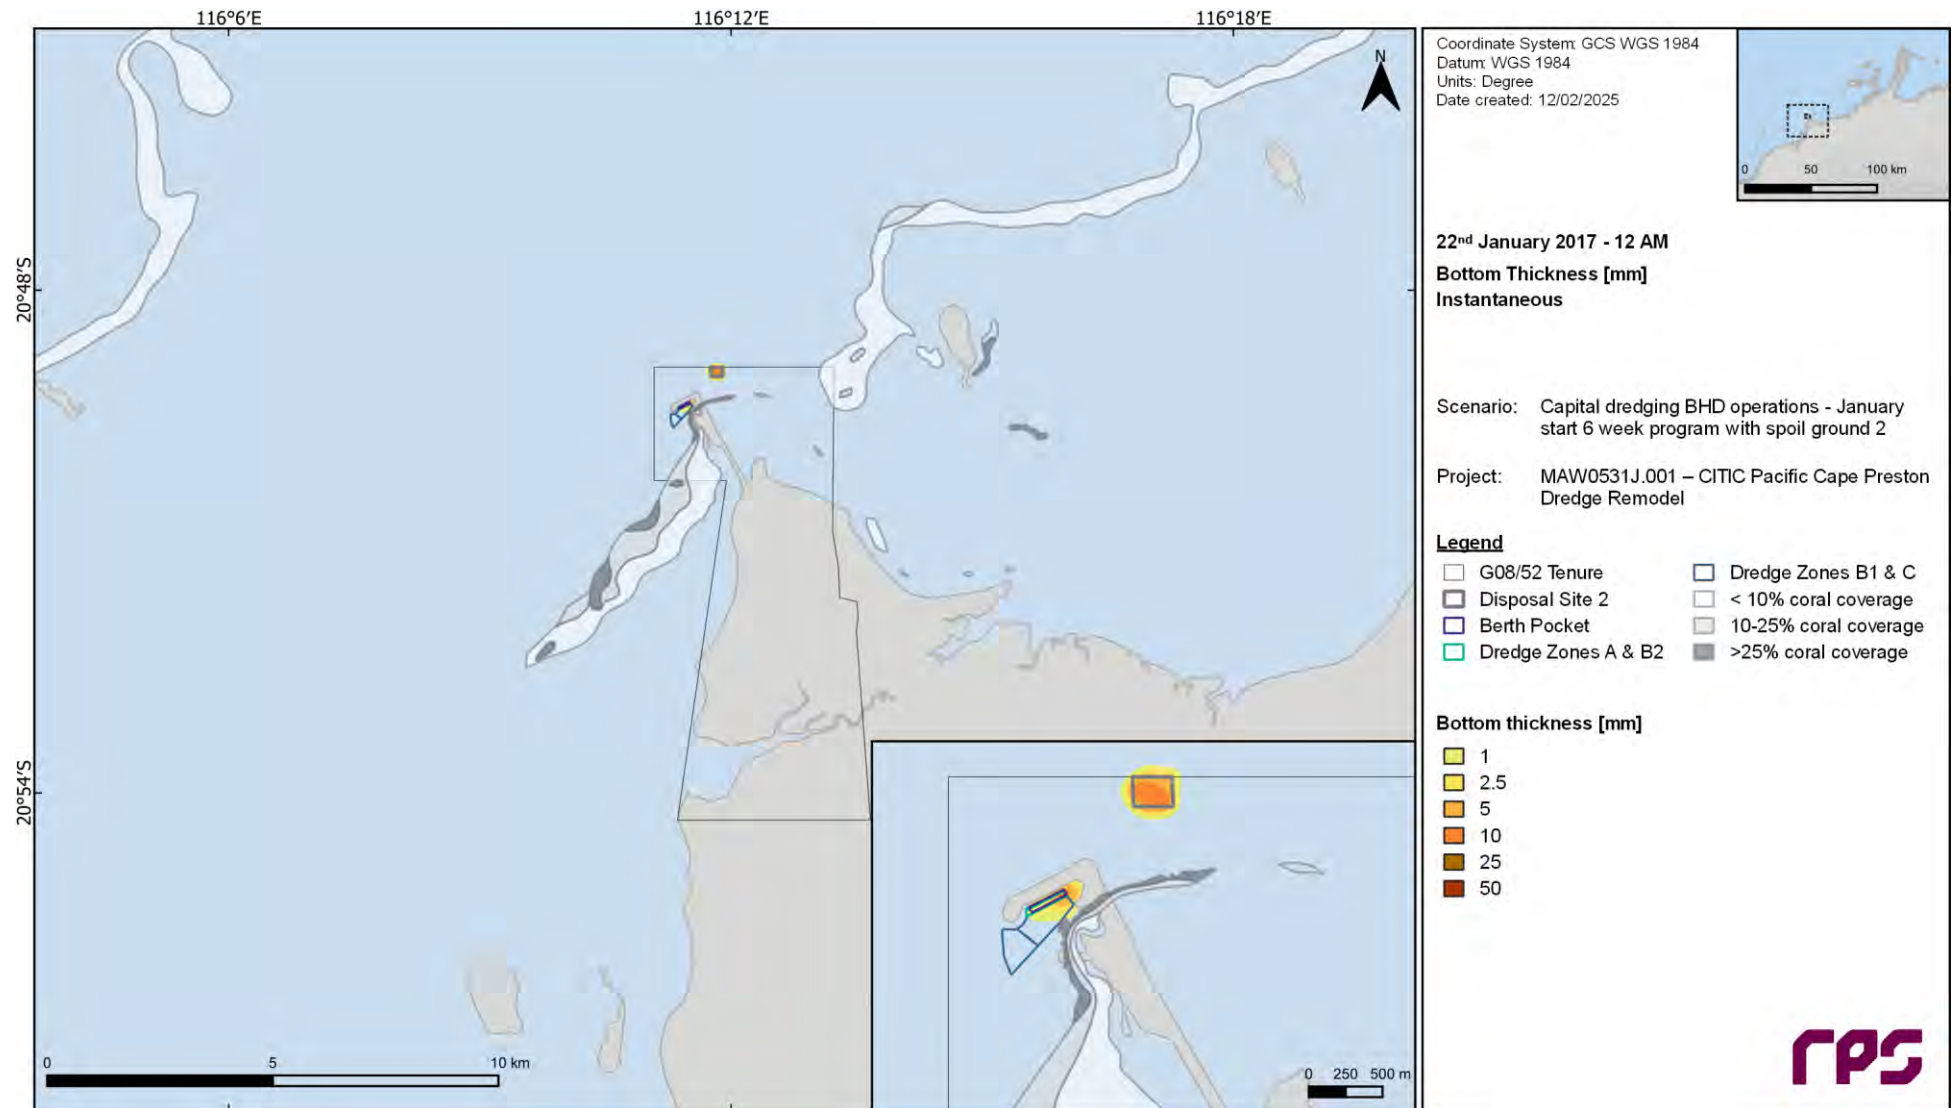 116°6'E
116°12'E
116°18'E
20°48'S
20°54'S
N
0 5 10 km
0 250 500 m
Coordinate System: GCS WGS 1984
Datum: WGS 1984
Units: Degree
Date created: 12/02/2025
0 50 100 km
22nd January 2017 - 12 AM
Bottom Thickness [mm]
Instantaneous
Scenario: Capital dredging BHD operations - January
start 6 week program with spoil ground 2
Project: MAW0531J.001 – CITIC Pacific Cape Preston
Dredge Remodel
Legend
G08/52 Tenure
Disposal Site 2
Berth Pocket
Dredge Zones A & B2
Dredge Zones B1 & C
< 10% coral coverage
10-25% coral coverage
>25% coral coverage
Bottom thickness [mm]
1
2.5
5
10
25
50
rps